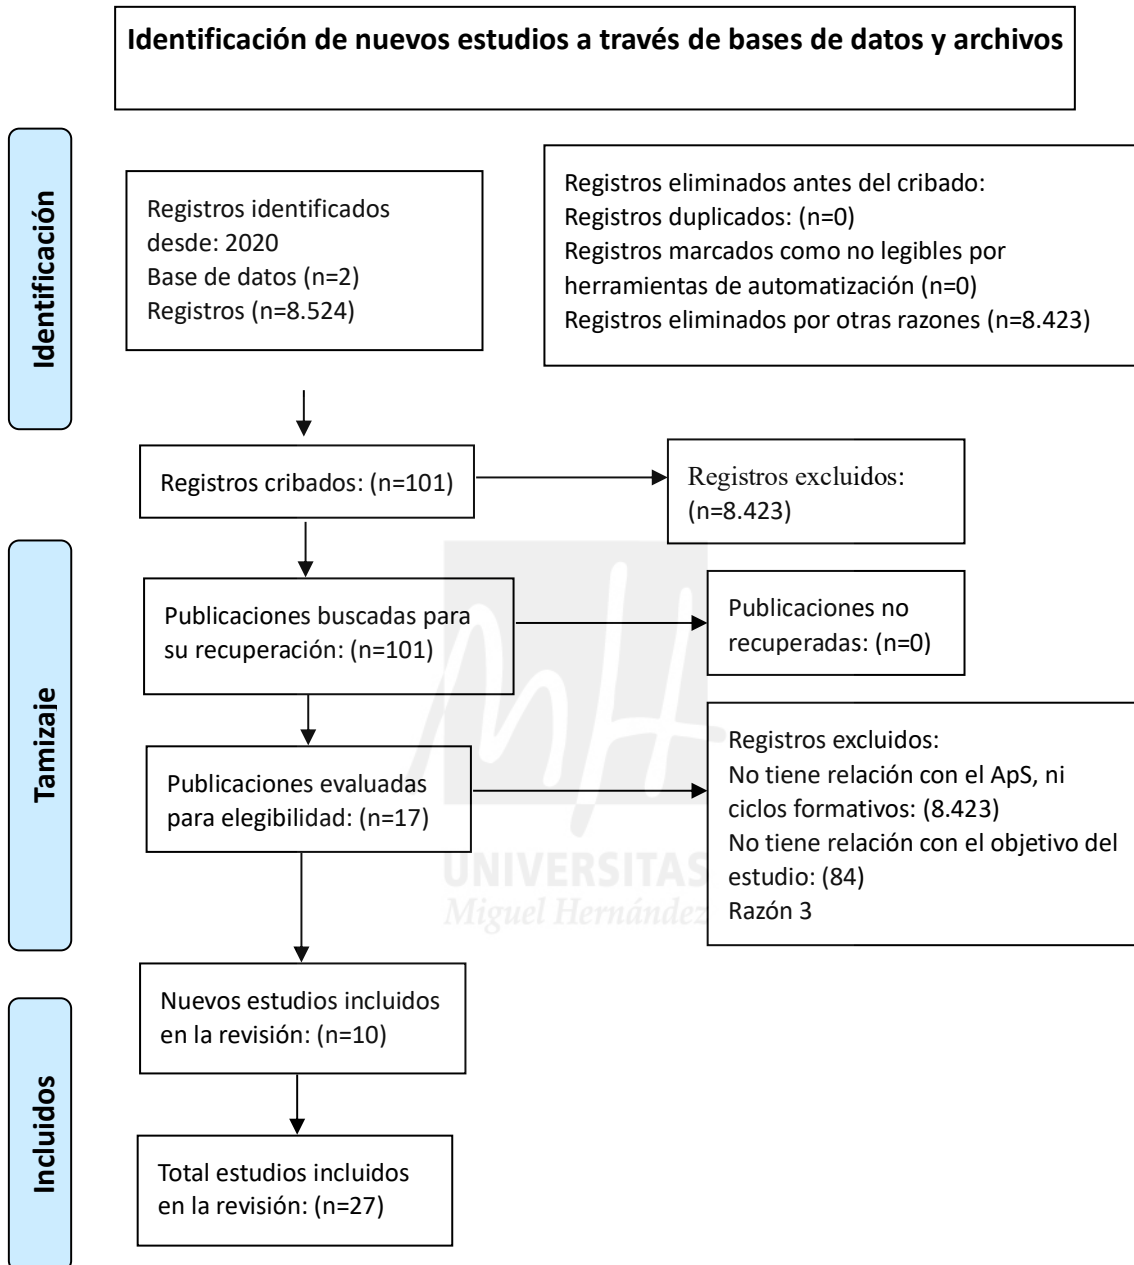 Identificación de nuevos estudios a través de bases de datos y archivos
Identificación
Registros identificados
desde: 2020
Base de datos (n=2)
Registros (n=8.524)
Registros eliminados antes del cribado:
Registros duplicados: (n=0)
Registros marcados como no legibles por
herramientas de automatización (n=0)
Registros eliminados por otras razones (n=8.423)
Registros cribados: (n=101)
Registros excluidos:
(n=8.423)
Tamizaje
Publicaciones buscadas para
su recuperación: (n=101)
Publicaciones no
recuperadas: (n=0)
Publicaciones evaluadas
para elegibilidad: (n=17)
Registros excluidos:
No tiene relación con el ApS, ni
ciclos formativos: (8.423)
No tiene relación con el objetivo del
estudio: (84)
Razón 3
UNIVERSITAS
Miguel Hernández
Incluidos
Nuevos estudios incluidos
en la revisión: (n=10)
Total estudios incluidos
en la revisión: (n=27)